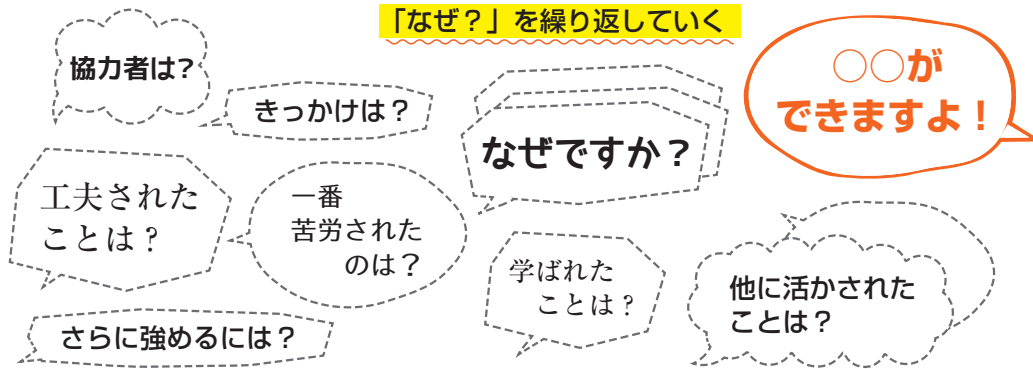 「なぜ？」を繰り返していく
協力者は?
きっかけは？
なぜですか？
○○が
できますよ！
工夫された
ことは？
一番
苦労された
のは？
学ばれた
ことは？
他に活かされた
ことは？
さらに強めるには？